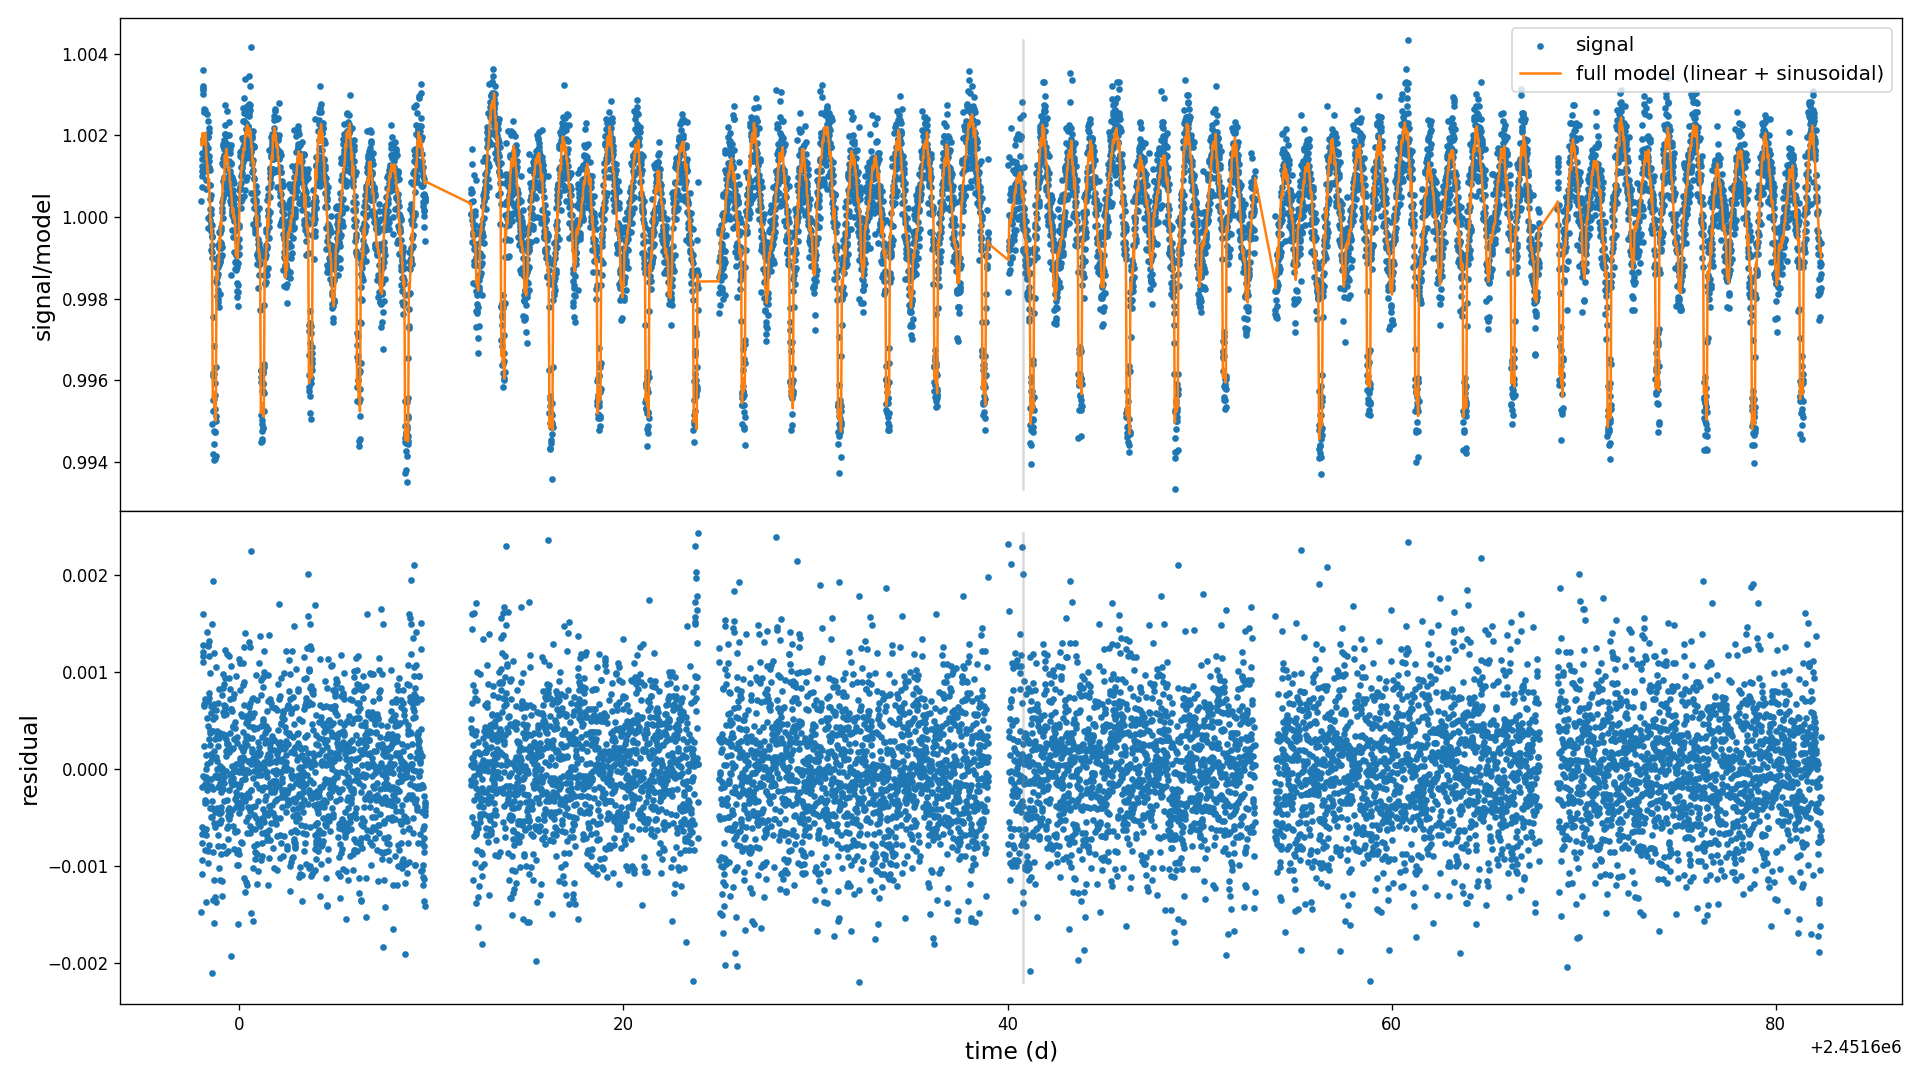 signal
full model (linear + sinusoidal)
signal/model
1.004
1.002
1.000
0.998
0.996
0.994
residual
0.002
0.001
0.000
−0.001
−0.002
0
20
40
60
80
time (d)
+2.4516e6